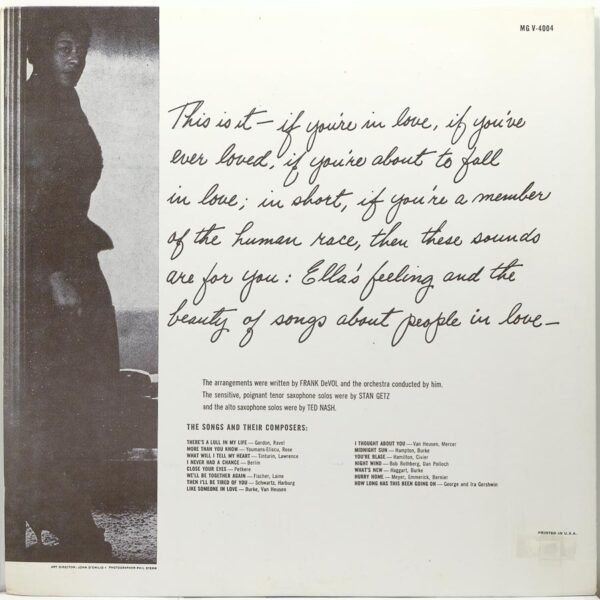 MG V-4004
This is it — if you're in love, if you've
ever loved, if you're about to fall
in love; in short, if you're a member
of the human race, then these sounds
are for you: Ella's feeling and the
beauty of songs about people in love —
The arrangements were written by FRANK DeVOL and the orchestra conducted by him.
The sensitive, poignant tenor saxophone solos were by STAN GETZ
and the alto saxophone solos were by TED NASH.
THE SONGS AND THEIR COMPOSERS:
THERE'S A LULL IN MY LIFE — Gordon, Revel
MORE THAN YOU KNOW — Youmans-Eliscu, Rose
WHAT WILL I TELL MY HEART — Tinturin, Lawrence
I NEVER HAD A CHANCE — Berlin
CLOSE YOUR EYES — Petkere
WE'LL BE TOGETHER AGAIN — Fischer, Laine
THEN I'LL BE TIRED OF YOU — Schwartz, Harburg
LIKE SOMEONE IN LOVE — Burke, Van Heusen
I THOUGHT ABOUT YOU — Van Heusen, Mercer
MIDNIGHT SUN — Hampton, Burke
YOU'RE BLASE — Hamilton, Civier
NIGHT WIND — Bob Rothberg, Dan Polloch
WHAT'S NEW — Haggart, Burke
HURRY HOME — Meyer, Emmerick, Bernier
HOW LONG HAS THIS BEEN GOING ON — George and Ira Gershwin
PRINTED IN U.S.A.
ART DIRECTOR: JOHN D'EMILIO • PHOTOGRAPHER PHIL STERN